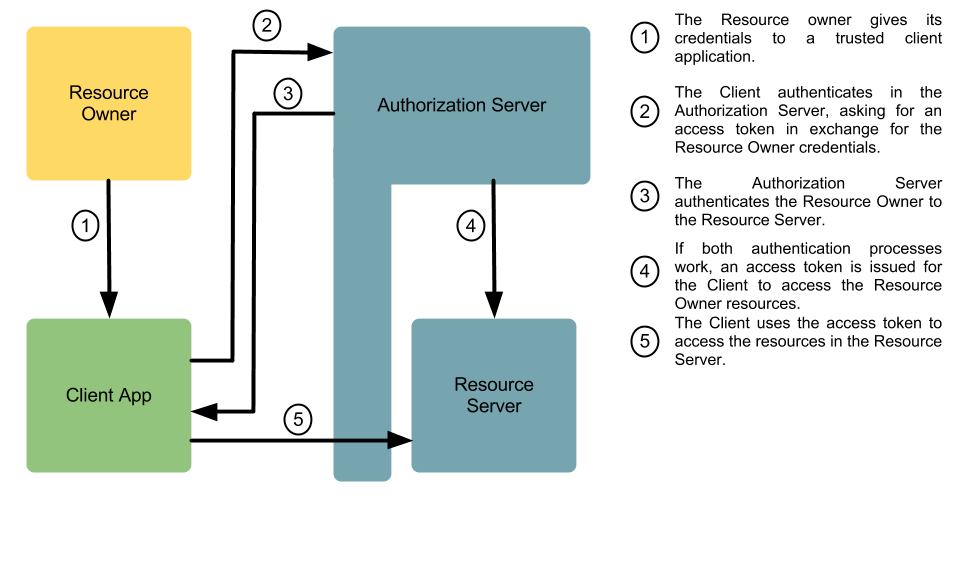 Resource
Owner
1
Client App
2
3
Authorization Server
4
5
Resource
Server
1
The Resource owner gives its
credentials to a trusted client
application.
2
The Client authenticates in the
Authorization Server, asking for an
access token in exchange for the
Resource Owner credentials.
3
The Authorization Server
authenticates the Resource Owner to
the Resource Server.
4
If both authentication processes
work, an access token is issued for
the Client to access the Resource
Owner resources.
5
The Client uses the access token to
access the resources in the Resource
Server.